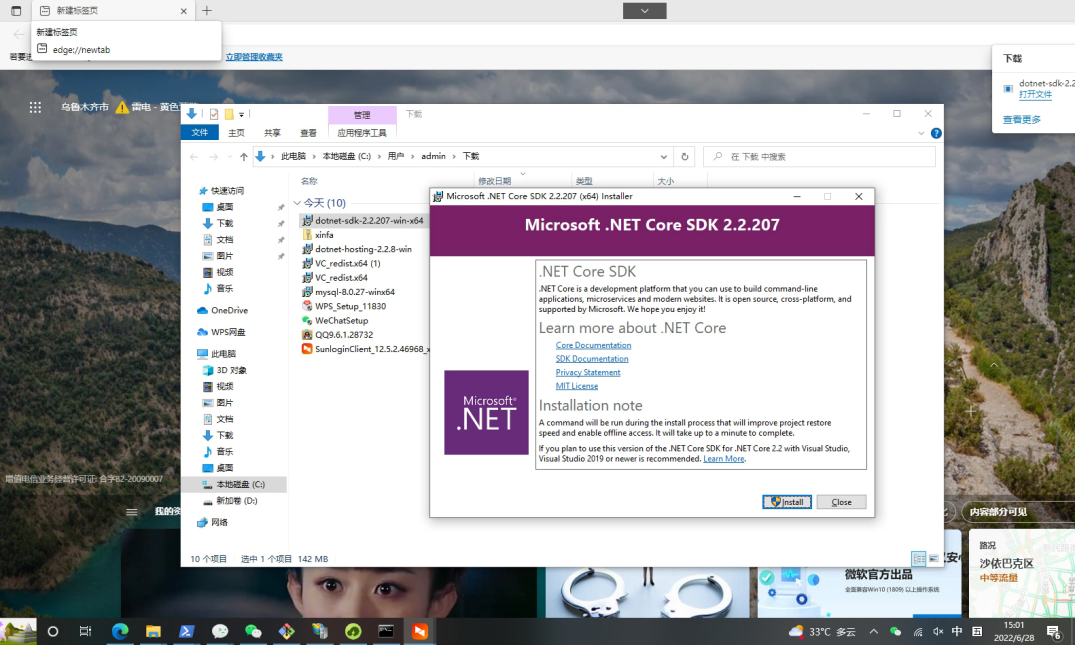 新建标签页
新建标签页
edge://newtab
立即管理收藏夹
下载
dotnet-sdk-2.2
打开文件
查看更多
乌鲁木齐市
雷电 - 黄色
管理
下载
文件
主页
共享
查看
应用程序工具
此电脑 › 本地磁盘 (C:) › 用户 › admin › 下载
在 下载 中搜索
名称
修改日期
类型
大小
快速访问
桌面
下载
文档
图片
视频
音乐
OneDrive
WPS网盘
此电脑
3D 对象
视频
图片
文档
下载
音乐
桌面
本地磁盘 (C:)
新加卷 (D:)
网络
今天 (10)
dotnet-sdk-2.2.207-win-x64
xinfa
dotnet-hosting-2.2.8-win
VC_redist.x64 (1)
VC_redist.x64
mysql-8.0.27-winx64
WPS_Setup_11830
WeChatSetup
QQ9.6.1.28732
SunloginClient_12.5.2.46968_x
10 个项目
选中 1 个项目 142 MB
Microsoft .NET Core SDK 2.2.207 (x64) Installer
Microsoft .NET Core SDK 2.2.207
.NET Core SDK
.NET Core is a development platform that you can use to build command-line
applications, microservices and modern websites. It is open source, cross-platform, and
supported by Microsoft. We hope you enjoy it!
Learn more about .NET Core
Core Documentation
SDK Documentation
Privacy Statement
MIT License
Installation note
A command will be run during the install process that will improve project restore
speed and enable offline access. It will take up to a minute to complete.
If you plan to use this version of the .NET Core SDK for .NET Core 2.2 with Visual Studio,
Visual Studio 2019 or newer is recommended. Learn More.
Microsoft®
.NET
Install
Close
增值电信业务经营许可证: 合字B2-20090007
我的资
内容部分可见
微软官方出品
全面兼容Win10 (1809) 以上操作系统
路况
沙依巴克区
中等流量
33°C 多云
中
15:01
2022/6/28
6